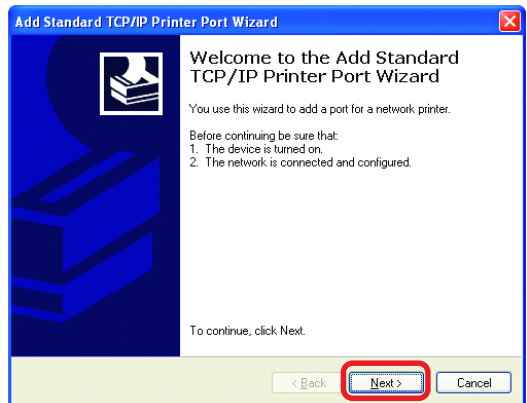 Add Standard TCP/IP Printer Port Wizard
Welcome to the Add Standard
TCP/IP Printer Port Wizard
You use this wizard to add a port for a network printer.
Before continuing be sure that:
1. The device is turned on.
2. The network is connected and configured.
To continue, click Next.
< Back
Next >
Cancel